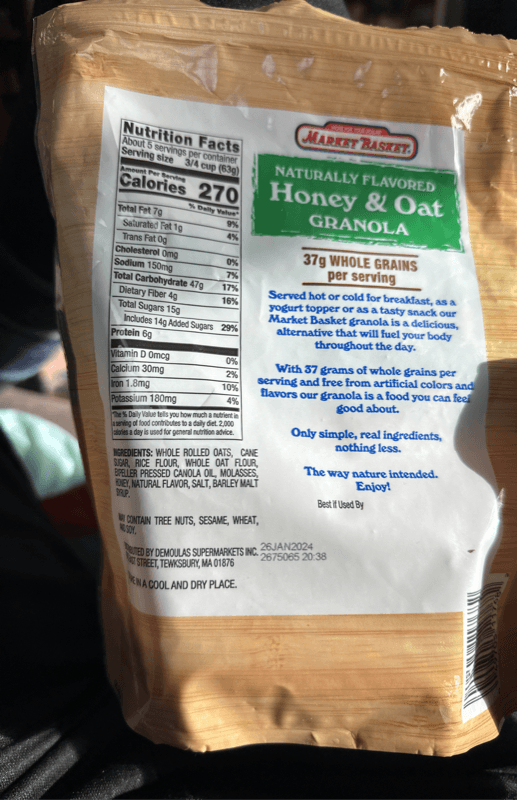 Nutrition Facts
About 5 servings per container
Serving size 3/4 cup (63g)
Amount Per Serving
Calories 270
% Daily Value*
Total Fat 7g 9%
Saturated Fat 1g 4%
Trans Fat 0g
Cholesterol 0mg 0%
Sodium 150mg 7%
Total Carbohydrate 47g 17%
Dietary Fiber 4g 16%
Total Sugars 15g
Includes 14g Added Sugars 29%
Protein 6g
Vitamin D 0mcg 0%
Calcium 30mg 2%
Iron 1.8mg 10%
Potassium 180mg 4%
*The % Daily Value tells you how much a nutrient in
a serving of food contributes to a daily diet. 2,000
calories a day is used for general nutrition advice.
INGREDIENTS: WHOLE ROLLED OATS, CANE
SUGAR, RICE FLOUR, WHOLE OAT FLOUR,
EXPELLER PRESSED CANOLA OIL, MOLASSES,
HONEY, NATURAL FLAVOR, SALT, BARLEY MALT
SYRUP.
MAY CONTAIN TREE NUTS, SESAME, WHEAT,
AND SOY.
BY DEMOULAS SUPERMARKETS INC.
STREET, TEWKSBURY, MA 01876
IN A COOL AND DRY PLACE.
MARKET BASKET.
NATURALLY FLAVORED
Honey & Oat
GRANOLA
37g WHOLE GRAINS
per serving
Served hot or cold for breakfast, as a
yogurt topper or as a tasty snack our
Market Basket granola is a delicious,
alternative that will fuel your body
throughout the day.
With 37 grams of whole grains per
serving and free from artificial colors and
flavors our granola is a food you can feel
good about.
Only simple, real ingredients,
nothing less.
The way nature intended.
Enjoy!
Best if Used By
26JAN2024
2675065 20:38